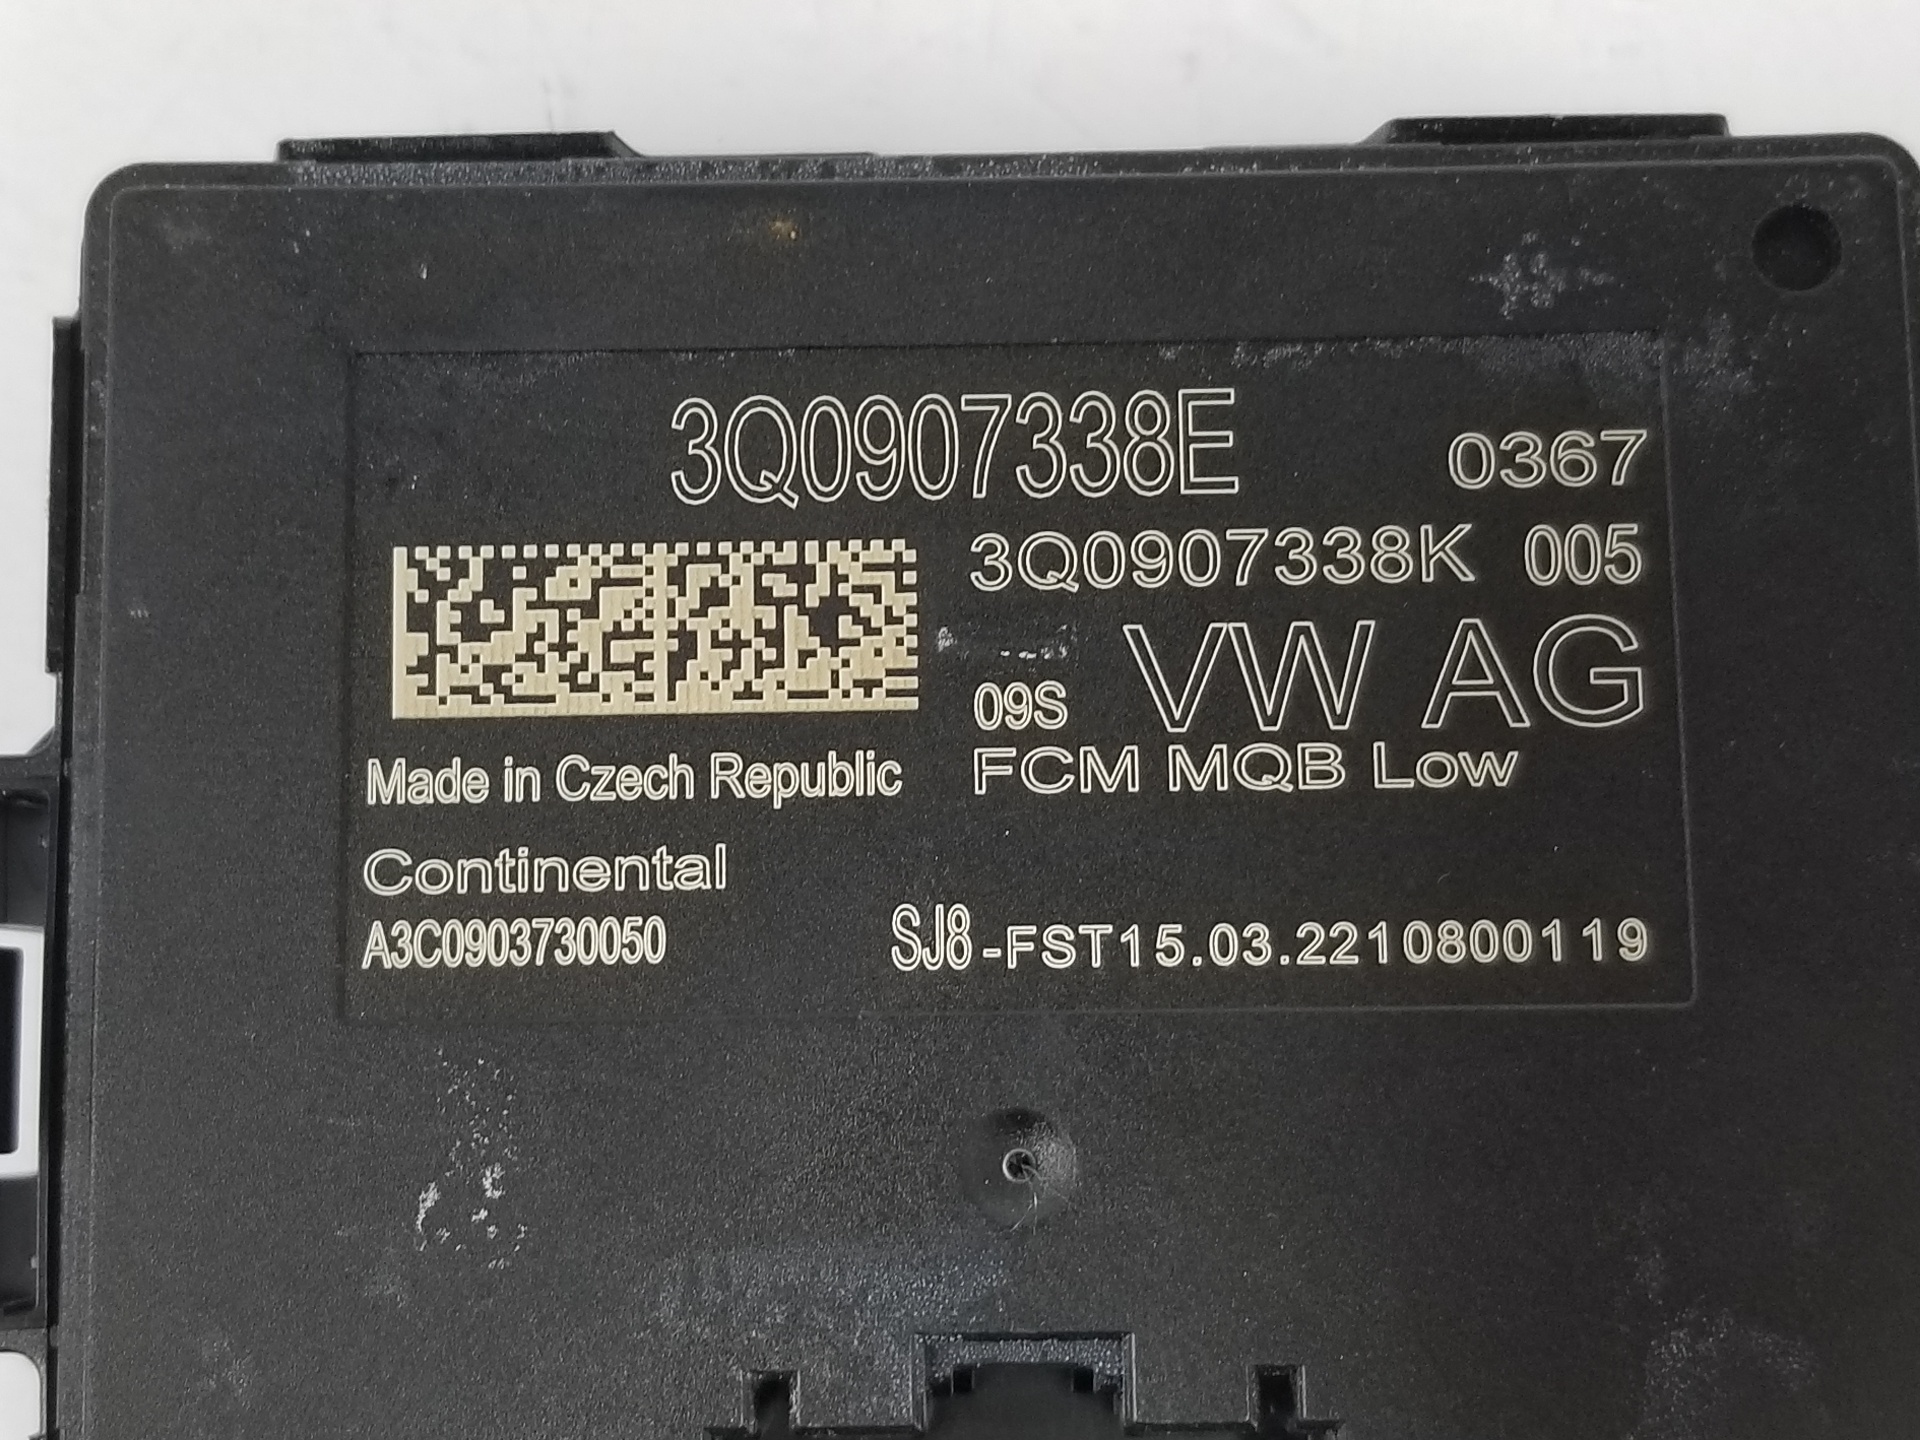 3Q0907338E 0367
3Q0907338K 005
09S VW AG
FCM MQB Low
Made in Czech Republic
Continental
A3C0903730050 SJ8-FST15.03.2210800119